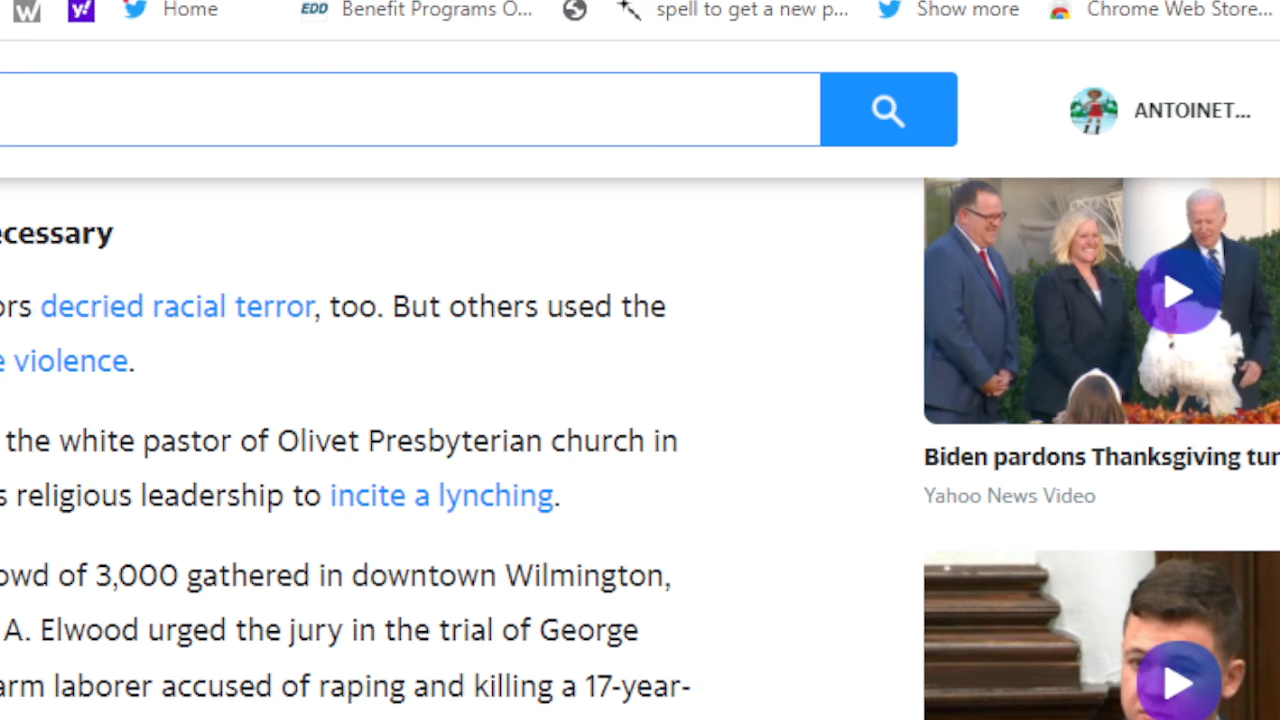 W y! Home EDD Benefit Programs O... spell to get a new p... Show more Chrome Web Store...
ANTOINET...
ecessary
ors decried racial terror, too. But others used the
e violence.
the white pastor of Olivet Presbyterian church in
s religious leadership to incite a lynching.
owd of 3,000 gathered in downtown Wilmington,
A. Elwood urged the jury in the trial of George
arm laborer accused of raping and killing a 17-year-
Biden pardons Thanksgiving tur
Yahoo News Video